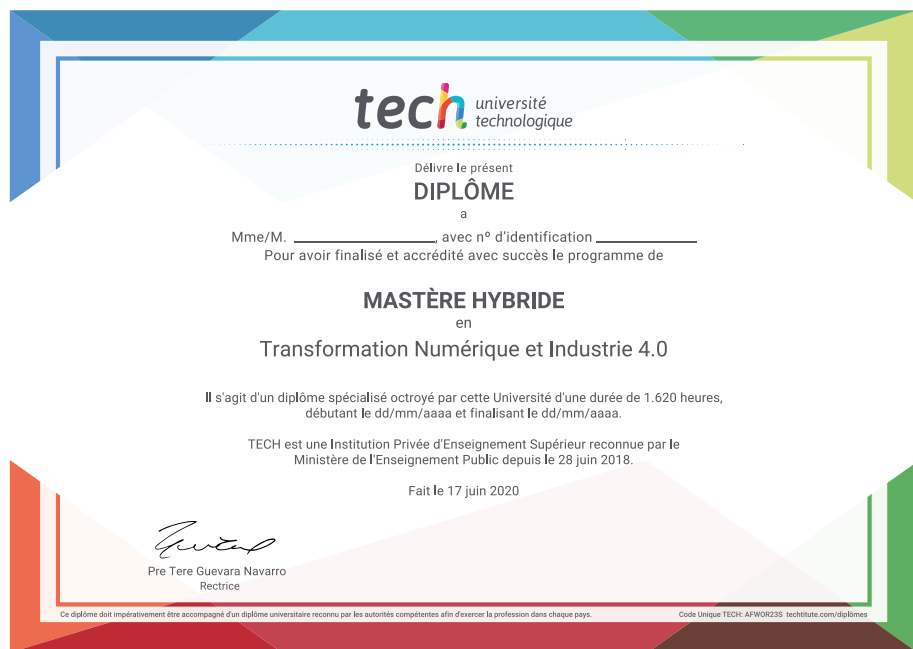 tech université
technologique
Délivre le présent
DIPLÔME
a
Mme/M. ____________, avec nº d'identification ____________
Pour avoir finalisé et accrédité avec succès le programme de
MASTÈRE HYBRIDE
en
Transformation Numérique et Industrie 4.0
Il s'agit d'un diplôme spécialisé octroyé par cette Université d'une durée de 1.620 heures,
débutant le dd/mm/aaaa et finalisant le dd/mm/aaaa.
TECH est une Institution Privée d'Enseignement Supérieur reconnue par le
Ministère de l'Enseignement Public depuis le 28 juin 2018.
Fait le 17 juin 2020
Pre Tere Guevara Navarro
Rectrice
Ce diplôme doit impérativement être accompagné d'un diplôme universitaire reconnu par les autorités compétentes afin d'exercer la profession dans chaque pays.
Code Unique TECH: AFWOR23S techtitute.com/diplômes